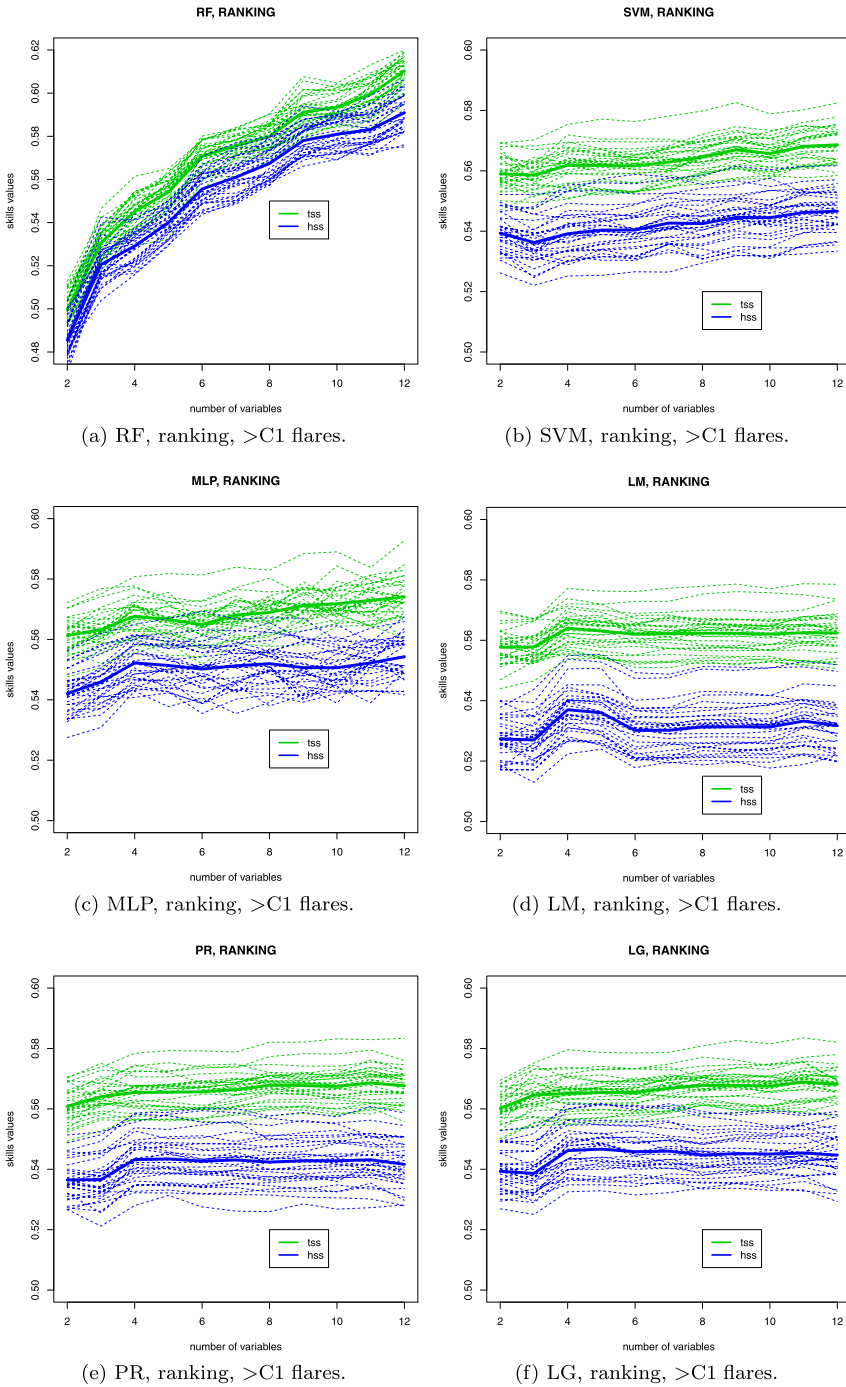 RF, RANKING
skills values
0.62
0.60
0.58
0.56
0.54
0.52
0.50
0.48
tss
hss
2 4 6 8 10 12
number of variables
(a) RF, ranking, >C1 flares.
SVM, RANKING
skills values
0.60
0.58
0.56
0.54
0.52
0.50
tss
hss
2 4 6 8 10 12
number of variables
(b) SVM, ranking, >C1 flares.
MLP, RANKING
skills values
0.60
0.58
0.56
0.54
0.52
0.50
tss
hss
2 4 6 8 10 12
number of variables
(c) MLP, ranking, >C1 flares.
LM, RANKING
skills values
0.60
0.58
0.56
0.54
0.52
0.50
tss
hss
2 4 6 8 10 12
number of variables
(d) LM, ranking, >C1 flares.
PR, RANKING
skills values
0.60
0.58
0.56
0.54
0.52
0.50
tss
hss
2 4 6 8 10 12
number of variables
(e) PR, ranking, >C1 flares.
LG, RANKING
skills values
0.60
0.58
0.56
0.54
0.52
0.50
tss
hss
2 4 6 8 10 12
number of variables
(f) LG, ranking, >C1 flares.